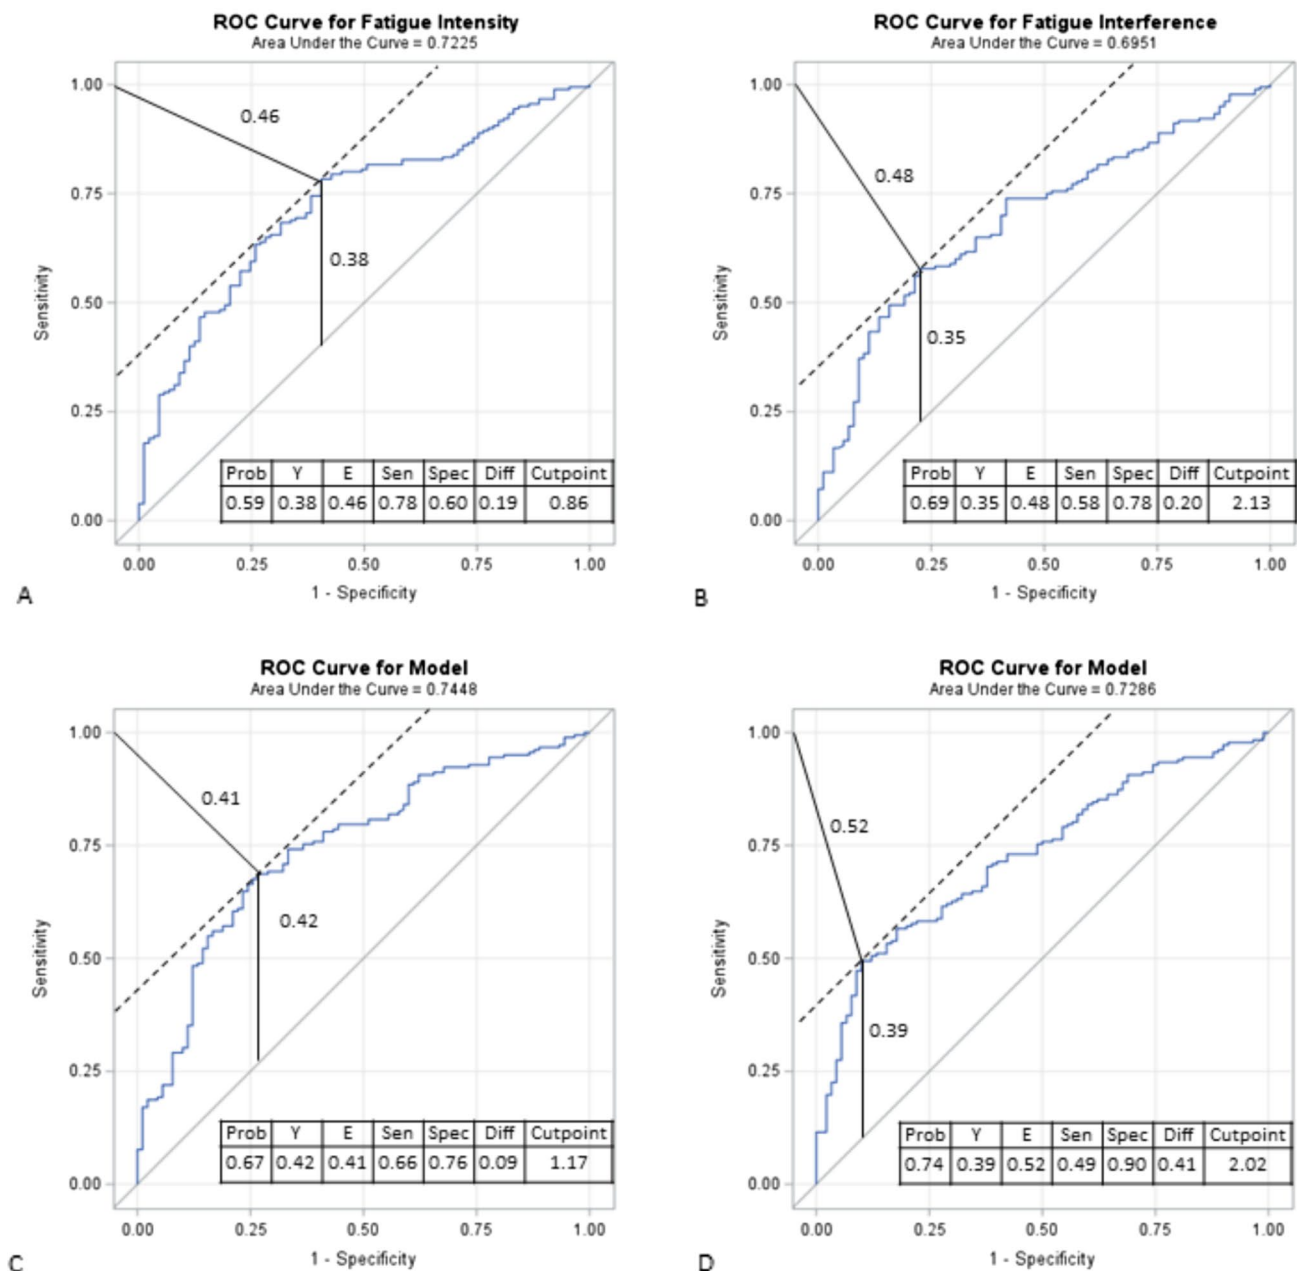 ROC Curve for Fatigue Intensity
Area Under the Curve = 0.7225
1.00
0.75
0.50
0.25
0.00
Sensitivity
0.46
0.38
Prob Y E Sen Spec Diff Cutpoint
0.59 0.38 0.46 0.78 0.60 0.19 0.86
0.00 0.25 0.50 0.75 1.00
1 - Specificity
A
ROC Curve for Fatigue Interference
Area Under the Curve = 0.6951
1.00
0.75
0.50
0.25
0.00
Sensitivity
0.48
0.35
Prob Y E Sen Spec Diff Cutpoint
0.69 0.35 0.48 0.58 0.78 0.20 2.13
0.00 0.25 0.50 0.75 1.00
1 - Specificity
B
ROC Curve for Model
Area Under the Curve = 0.7448
1.00
0.75
0.50
0.25
0.00
Sensitivity
0.41
0.42
Prob Y E Sen Spec Diff Cutpoint
0.67 0.42 0.41 0.66 0.76 0.09 1.17
0.00 0.25 0.50 0.75 1.00
1 - Specificity
C
ROC Curve for Model
Area Under the Curve = 0.7286
1.00
0.75
0.50
0.25
0.00
Sensitivity
0.52
0.39
Prob Y E Sen Spec Diff Cutpoint
0.74 0.39 0.52 0.49 0.90 0.41 2.02
0.00 0.25 0.50 0.75 1.00
1 - Specificity
D